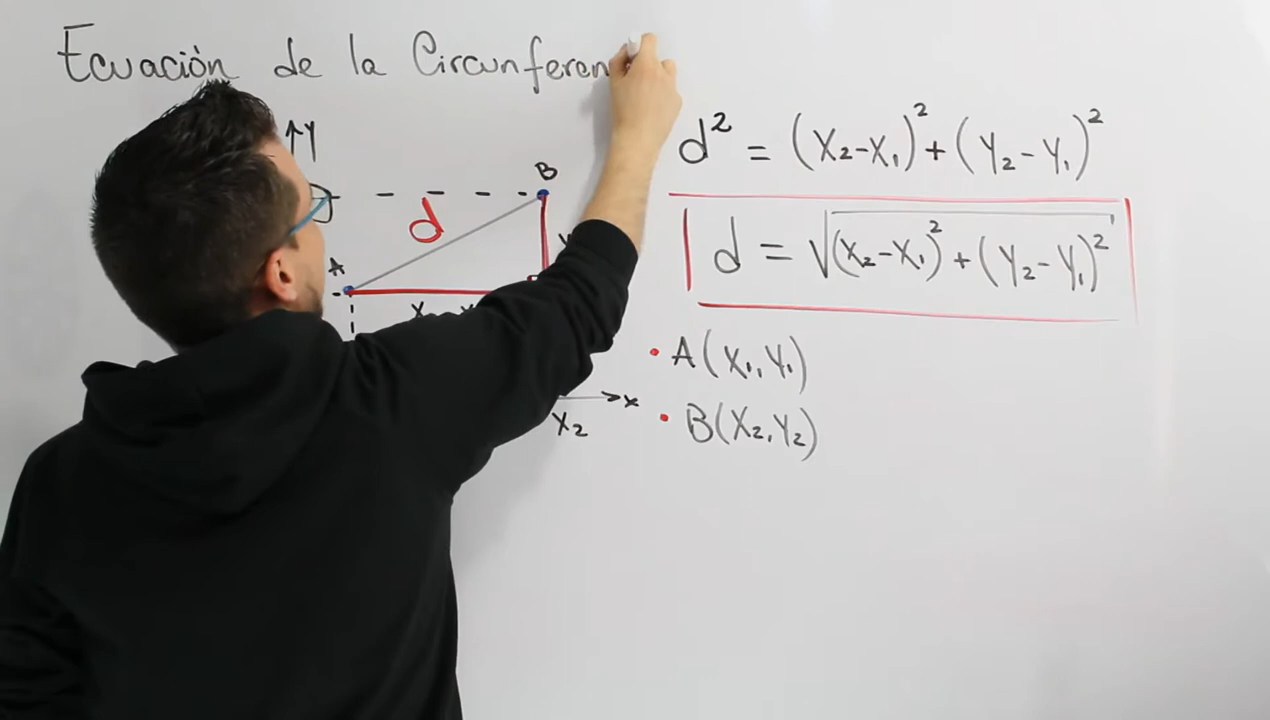 Ecuación de la Circunferen
↑Y
d² = (X₂-X₁)² + (Y₂-Y₁)²
B
d
d = √(X₂-X₁)² + (Y₂-Y₁)²
A
• A(X₁,Y₁)
x
X₂
• B(X₂,Y₂)